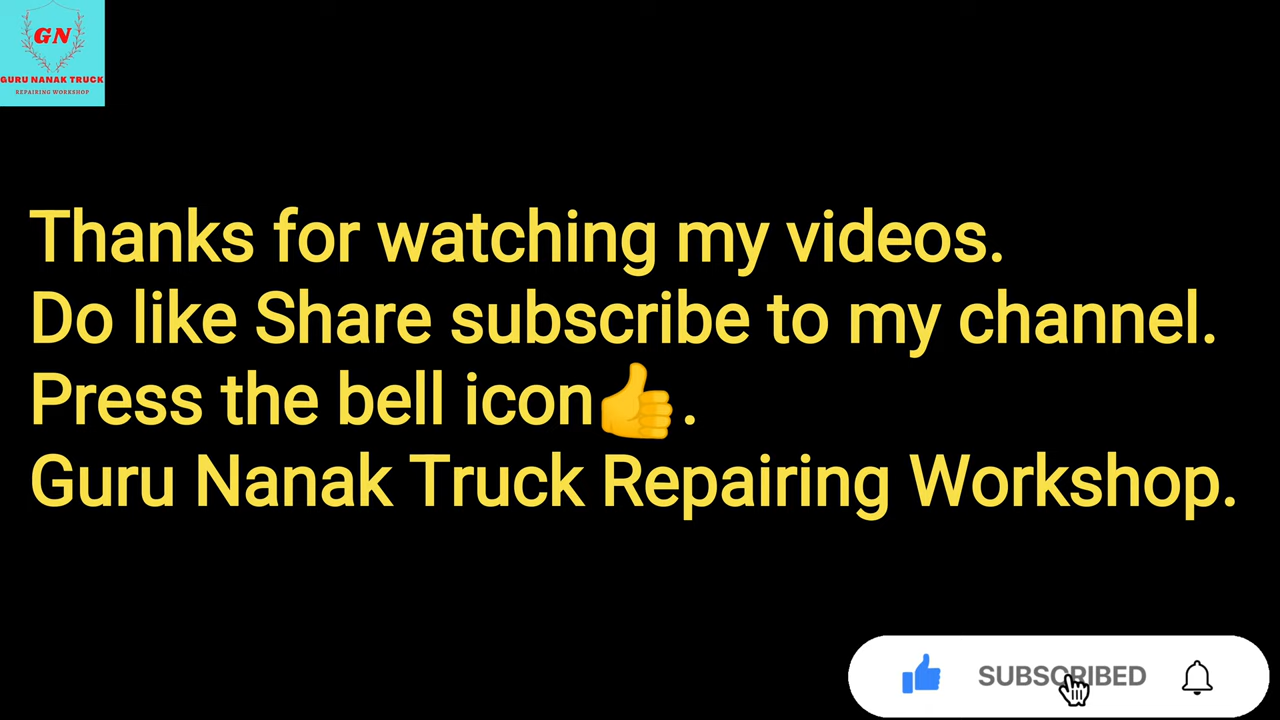 GN
GURU NANAK TRUCK
REPAIRING WORKSHOP
Thanks for watching my videos.
Do like Share subscribe to my channel.
Press the bell icon👍.
Guru Nanak Truck Repairing Workshop.
SUBSCRIBED